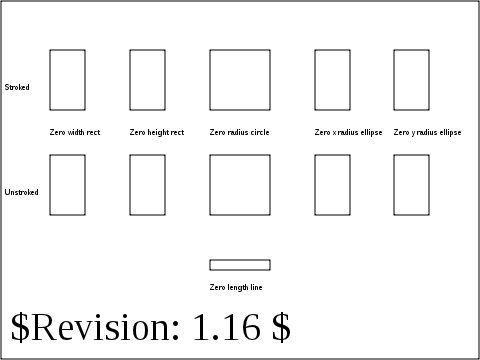 Stroked
Zero width rect
Zero height rect
Zero radius circle
Zero x radius ellipse
Zero y radius ellipse
Unstroked
Zero length line
$Revision: 1.16 $